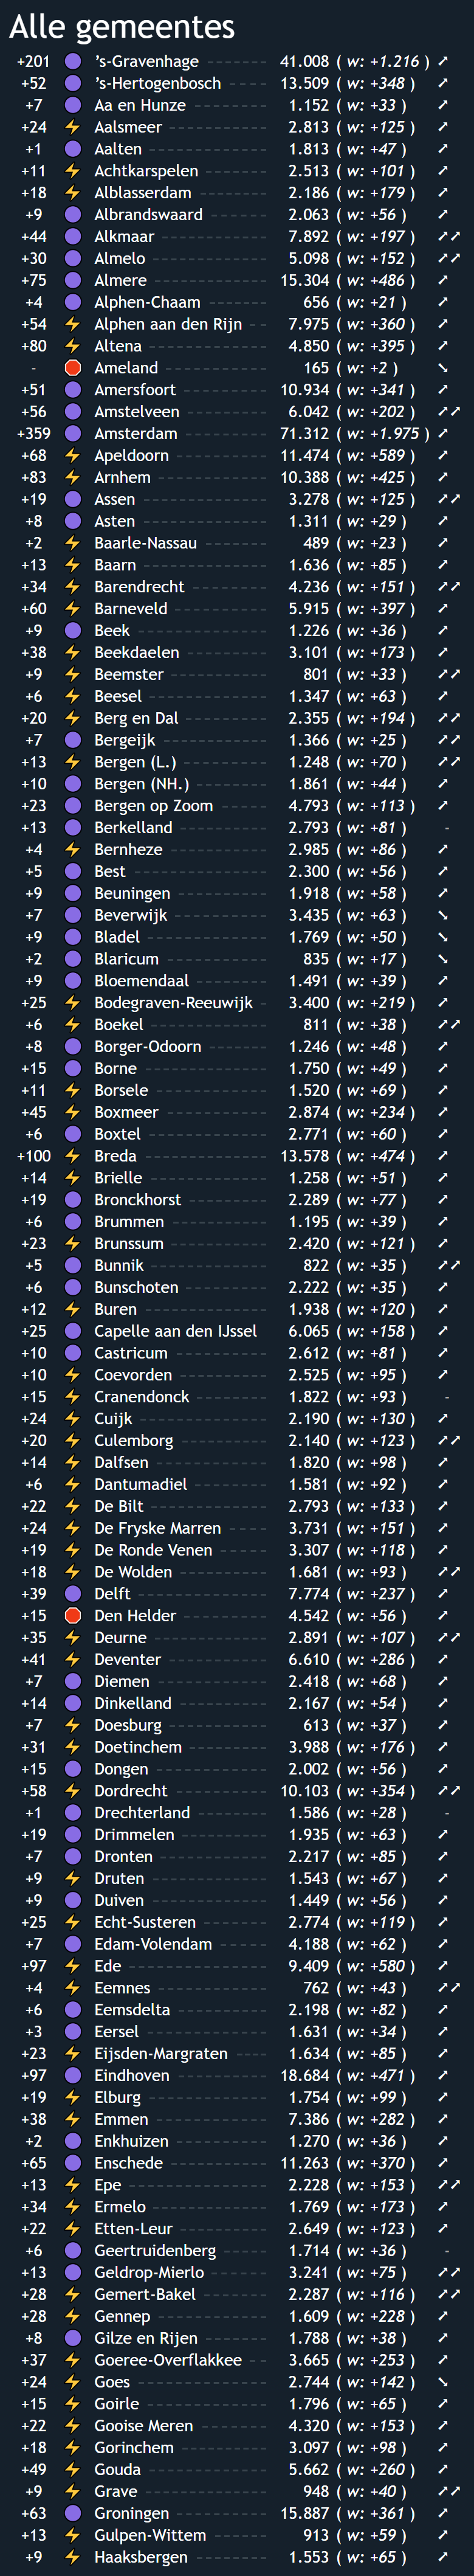 Alle gemeentes
+201 's-Gravenhage 41.008 ( w: +1.216 )
+52 's-Hertogenbosch 13.509 ( w: +348 )
+7 Aa en Hunze 1.152 ( w: +33 )
+24 Aalsmeer 2.813 ( w: +125 )
+1 Aalten 1.813 ( w: +47 )
+11 Achtkarspelen 2.513 ( w: +101 )
+18 Alblasserdam 2.186 ( w: +179 )
+9 Albrandswaard 2.063 ( w: +56 )
+44 Alkmaar 7.892 ( w: +197 )
+30 Almelo 5.098 ( w: +152 )
+75 Almere 15.304 ( w: +486 )
+4 Alphen-Chaam 656 ( w: +21 )
+54 Alphen aan den Rijn 7.975 ( w: +360 )
+80 Altena 4.850 ( w: +395 )
- Ameland 165 ( w: +2 )
+51 Amersfoort 10.934 ( w: +341 )
+56 Amstelveen 6.042 ( w: +202 )
+359 Amsterdam 71.312 ( w: +1.975 )
+68 Apeldoorn 11.474 ( w: +589 )
+83 Arnhem 10.388 ( w: +425 )
+19 Assen 3.278 ( w: +125 )
+8 Asten 1.311 ( w: +29 )
+2 Baarle-Nassau 489 ( w: +23 )
+13 Baarn 1.636 ( w: +85 )
+34 Barendrecht 4.236 ( w: +151 )
+60 Barneveld 5.915 ( w: +397 )
+9 Beek 1.226 ( w: +36 )
+38 Beekdaelen 3.101 ( w: +173 )
+9 Beemster 801 ( w: +33 )
+6 Beesel 1.347 ( w: +63 )
+20 Berg en Dal 2.355 ( w: +194 )
+7 Bergeijk 1.366 ( w: +25 )
+13 Bergen (L.) 1.248 ( w: +70 )
+10 Bergen (NH.) 1.861 ( w: +44 )
+23 Bergen op Zoom 4.793 ( w: +113 )
+13 Berkelland 2.793 ( w: +81 ) -
+4 Bernheze 2.985 ( w: +86 )
+5 Best 2.300 ( w: +56 )
+9 Beuningen 1.918 ( w: +58 )
+7 Beverwijk 3.435 ( w: +63 )
+9 Bladel 1.769 ( w: +50 )
+2 Blaricum 835 ( w: +17 )
+9 Bloemendaal 1.491 ( w: +39 )
+25 Bodegraven-Reeuwijk 3.400 ( w: +219 )
+6 Boekel 811 ( w: +38 )
+8 Borger-Odoorn 1.246 ( w: +48 )
+15 Borne 1.750 ( w: +49 )
+11 Borsele 1.520 ( w: +69 )
+45 Boxmeer 2.874 ( w: +234 )
+6 Boxtel 2.771 ( w: +60 )
+100 Breda 13.578 ( w: +474 )
+14 Brielle 1.258 ( w: +51 )
+19 Bronckhorst 2.289 ( w: +77 )
+6 Brummen 1.195 ( w: +39 )
+23 Brunssum 2.420 ( w: +121 )
+5 Bunnik 822 ( w: +35 )
+6 Bunschoten 2.222 ( w: +35 )
+12 Buren 1.938 ( w: +120 )
+25 Capelle aan den IJssel 6.065 ( w: +158 )
+10 Castricum 2.612 ( w: +81 )
+10 Coevorden 2.525 ( w: +95 )
+15 Cranendonck 1.822 ( w: +93 ) -
+24 Cuijk 2.190 ( w: +130 )
+20 Culemborg 2.140 ( w: +123 )
+14 Dalfsen 1.820 ( w: +98 )
+6 Dantumadiel 1.581 ( w: +92 )
+22 De Bilt 2.793 ( w: +133 )
+24 De Fryske Marren 3.731 ( w: +151 )
+19 De Ronde Venen 3.307 ( w: +118 )
+18 De Wolden 1.681 ( w: +93 )
+39 Delft 7.774 ( w: +237 )
+15 Den Helder 4.542 ( w: +56 )
+35 Deurne 2.891 ( w: +107 )
+41 Deventer 6.610 ( w: +286 )
+7 Diemen 2.418 ( w: +68 )
+14 Dinkelland 2.167 ( w: +54 )
+7 Doesburg 613 ( w: +37 )
+31 Doetinchem 3.988 ( w: +176 )
+15 Dongen 2.002 ( w: +56 )
+58 Dordrecht 10.103 ( w: +354 )
+1 Drechterland 1.586 ( w: +28 ) -
+19 Drimmelen 1.935 ( w: +63 )
+7 Dronten 2.217 ( w: +85 )
+9 Druten 1.543 ( w: +67 )
+9 Duiven 1.449 ( w: +56 )
+25 Echt-Susteren 2.774 ( w: +119 )
+7 Edam-Volendam 4.188 ( w: +62 )
+97 Ede 9.409 ( w: +580 )
+4 Eemnes 762 ( w: +43 )
+6 Eemsdelta 2.198 ( w: +82 )
+3 Eersel 1.631 ( w: +34 )
+23 Eijsden-Margraten 1.634 ( w: +85 )
+97 Eindhoven 18.684 ( w: +471 )
+19 Elburg 1.754 ( w: +99 )
+38 Emmen 7.386 ( w: +282 )
+2 Enkhuizen 1.270 ( w: +36 )
+65 Enschede 11.263 ( w: +370 )
+13 Epe 2.228 ( w: +153 )
+34 Ermelo 1.769 ( w: +173 )
+22 Etten-Leur 2.649 ( w: +123 )
+6 Geertruidenberg 1.714 ( w: +36 ) -
+13 Geldrop-Mierlo 3.241 ( w: +75 )
+28 Gemert-Bakel 2.287 ( w: +116 )
+28 Gennep 1.609 ( w: +228 )
+8 Gilze en Rijen 1.788 ( w: +38 )
+37 Goeree-Overflakkee 3.665 ( w: +253 )
+24 Goes 2.744 ( w: +142 )
+15 Goirle 1.796 ( w: +65 )
+22 Gooise Meren 4.320 ( w: +153 )
+18 Gorinchem 3.097 ( w: +98 )
+49 Gouda 5.662 ( w: +260 )
+9 Grave 948 ( w: +40 )
+63 Groningen 15.887 ( w: +361 )
+13 Gulpen-Wittem 913 ( w: +59 )
+9 Haaksbergen 1.553 ( w: +65 )